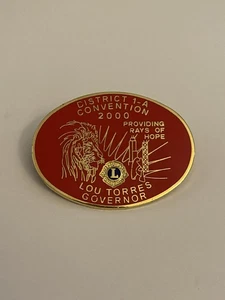 DISTRICT 1-A
CONVENTION
2000
PROVIDING
RAYS OF
HOPE
L
LOU TORRES
GOVERNOR